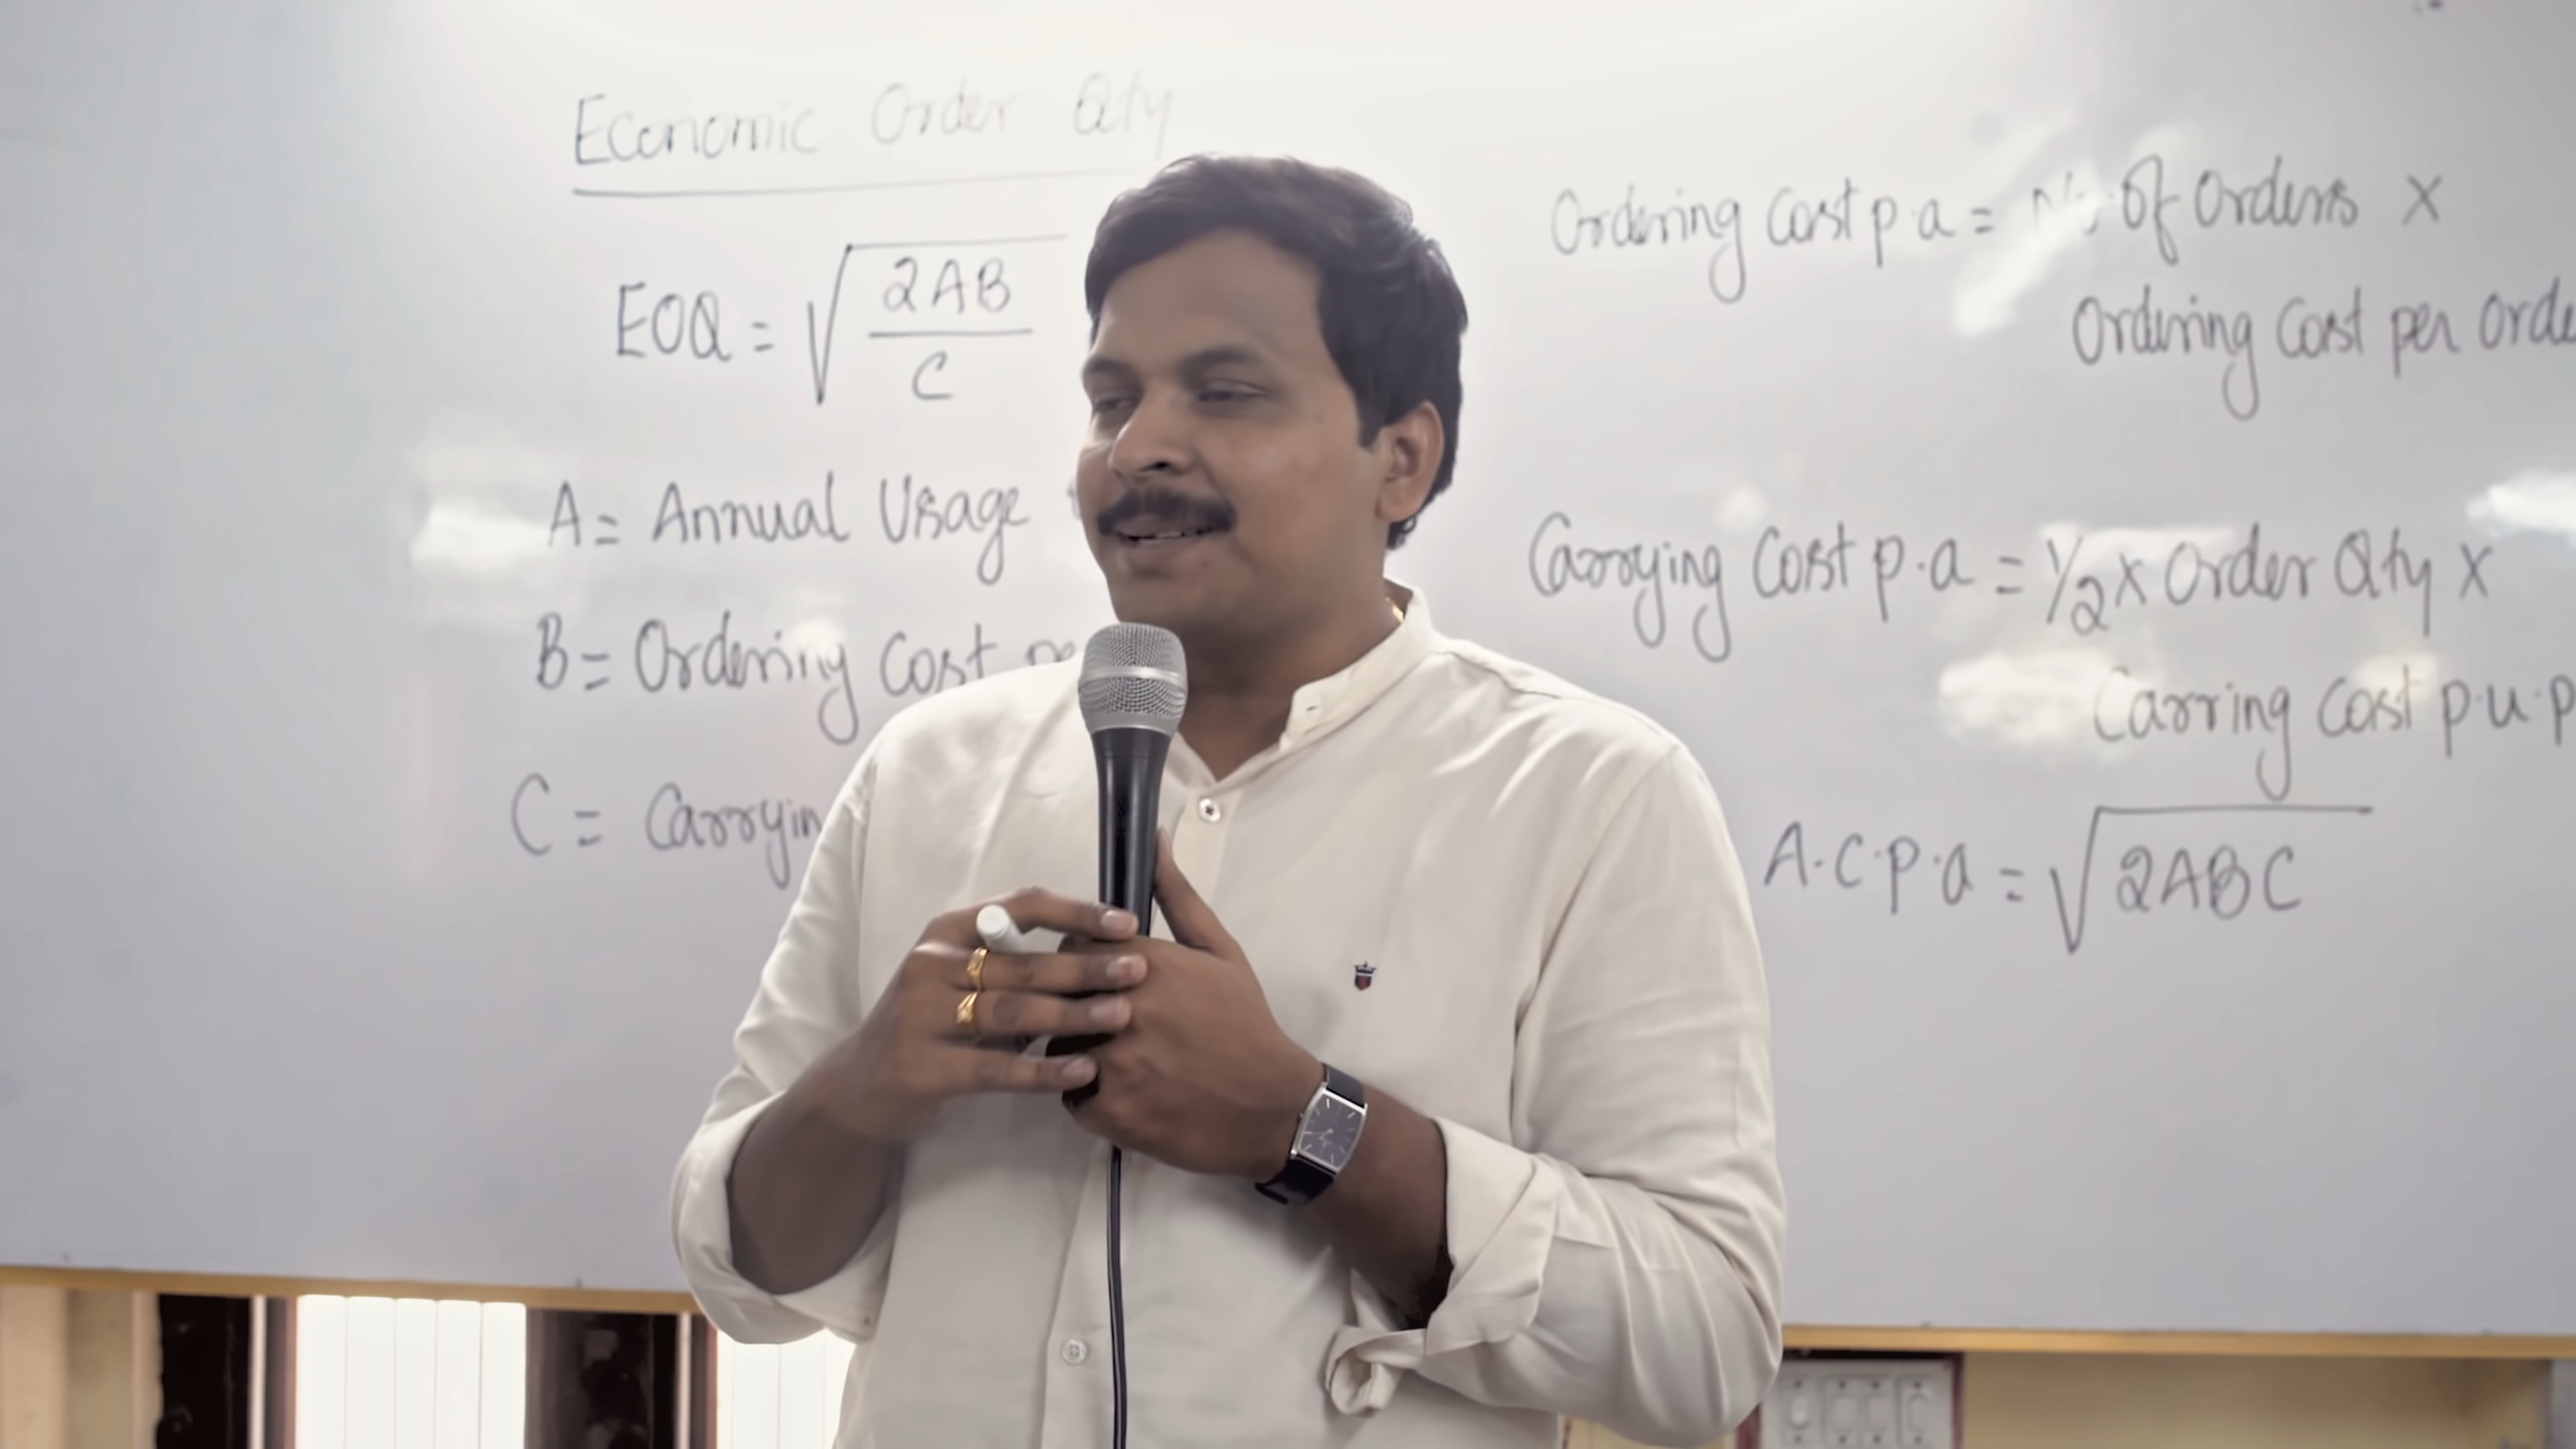 Economic Order Qty
EOQ = √2AB/C
A = Annual Usage
B = Ordering Cost
C =
Ordering Cost p.a = No. of Orders X
Ordering Cost per
Carrying Cost p.a = 1/2 X Order Qty X
Carring Cost p.u.p
A.C.p.a = √2ABC